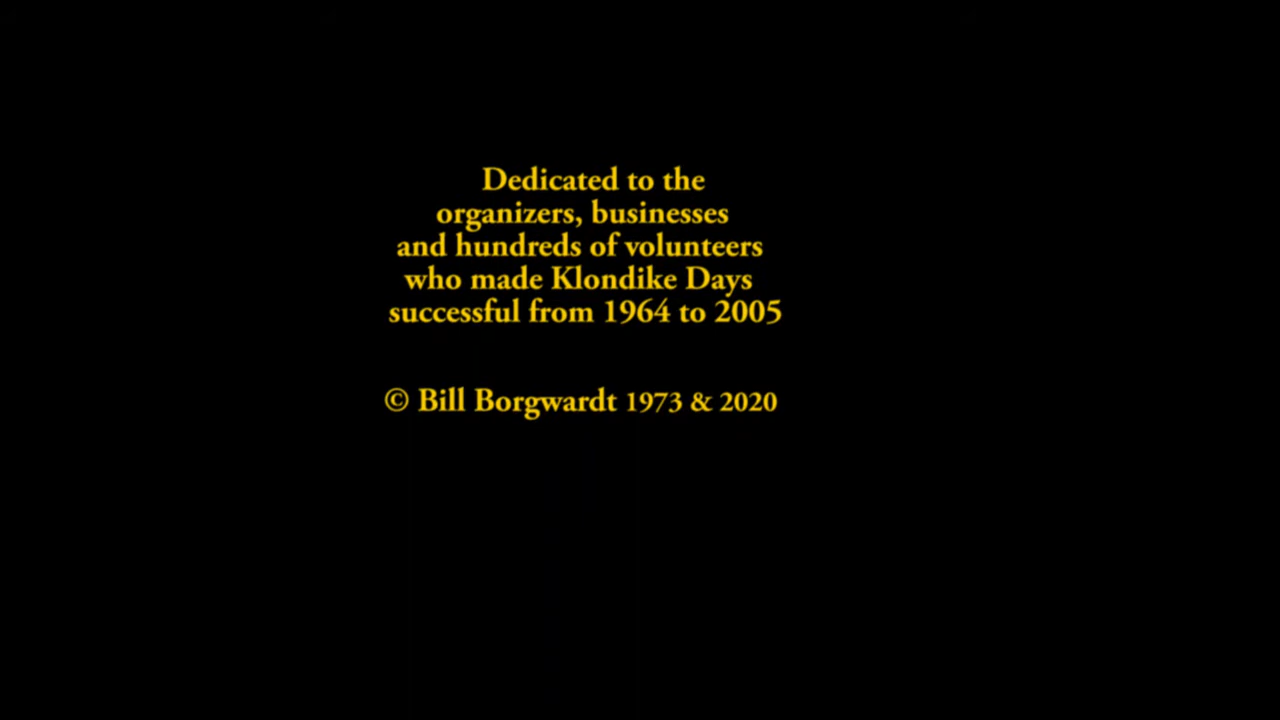 Dedicated to the
organizers, businesses
and hundreds of volunteers
who made Klondike Days
successful from 1964 to 2005
© Bill Borgwardt 1973 & 2020